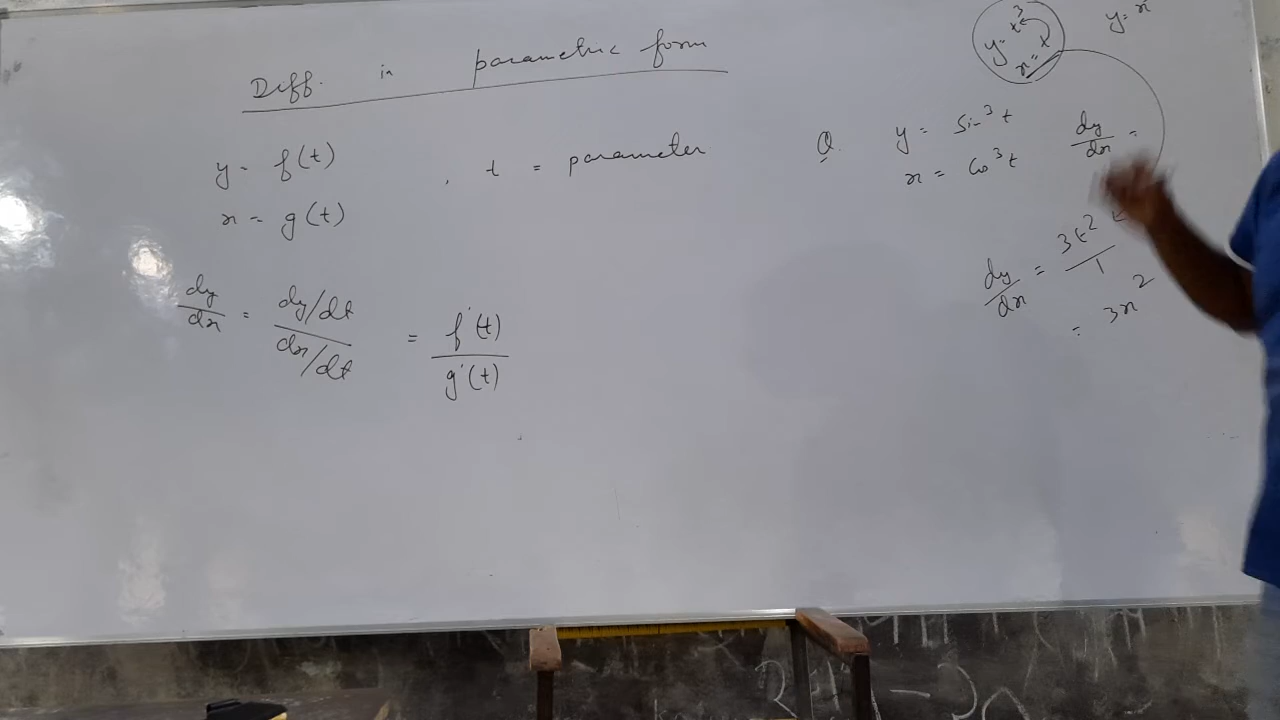 Diff. in parametric form
y = f(t) , t = parameter
x = g(t)
dy/dx = (dy/dt)/(dx/dt) = f'(t)/g'(t)
y = t³
x = t
Q. y = Sin³t dy/dx =
x = Cos³t
dy/dx = 3t²/1
= 3x²